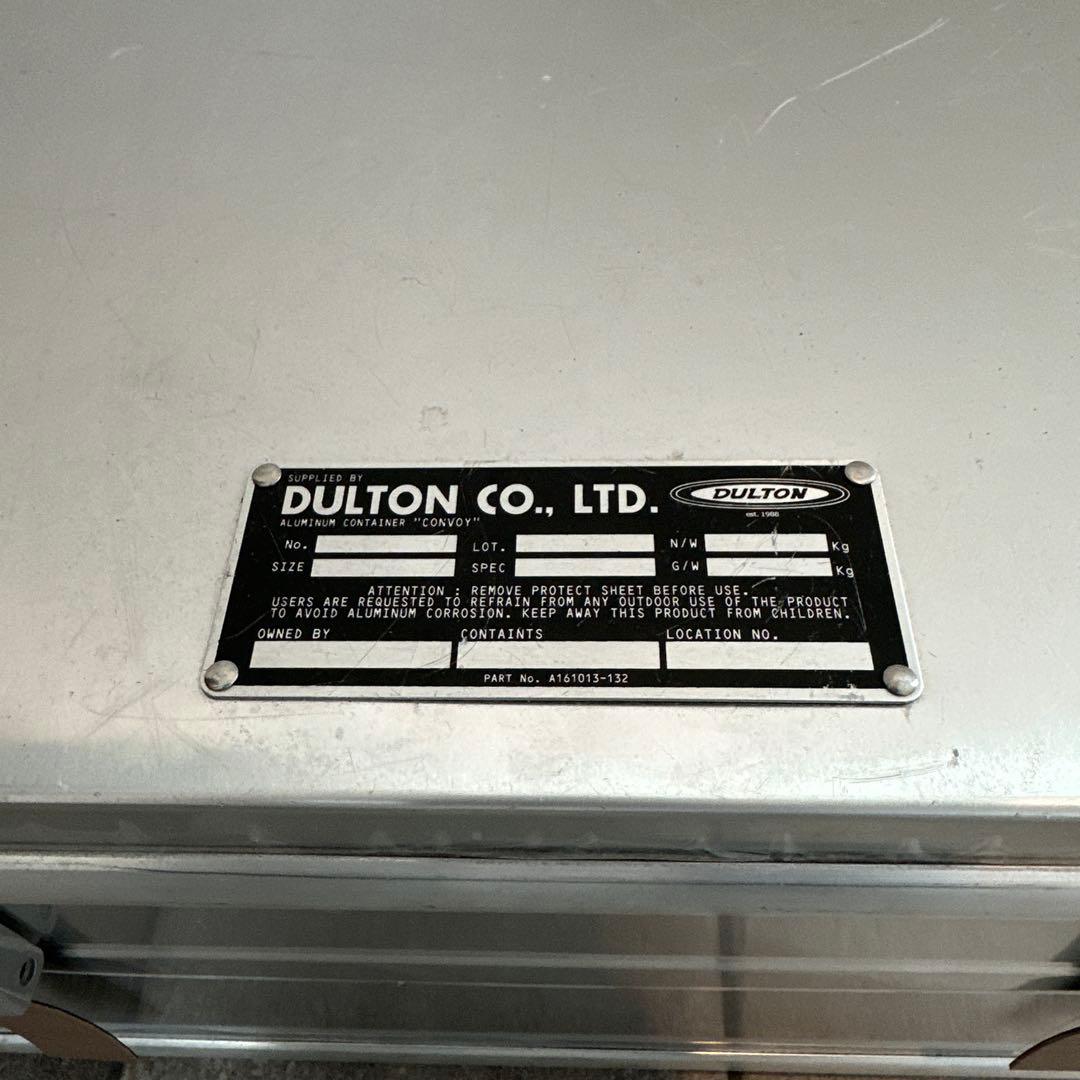 SUPPLIED BY
DULTON CO., LTD.
DULTON
est. 1988
ALUMINUM CONTAINER "CONVOY"
No. LOT. N/W Kg
SIZE SPEC G/W Kg
ATTENTION : REMOVE PROTECT SHEET BEFORE USE.
USERS ARE REQUESTED TO REFRAIN FROM ANY OUTDOOR USE OF THE PRODUCT
TO AVOID ALUMINUM CORROSION. KEEP AWAY THIS PRODUCT FROM CHILDREN.
OWNED BY CONTAINTS LOCATION NO.
PART No. A161013-132